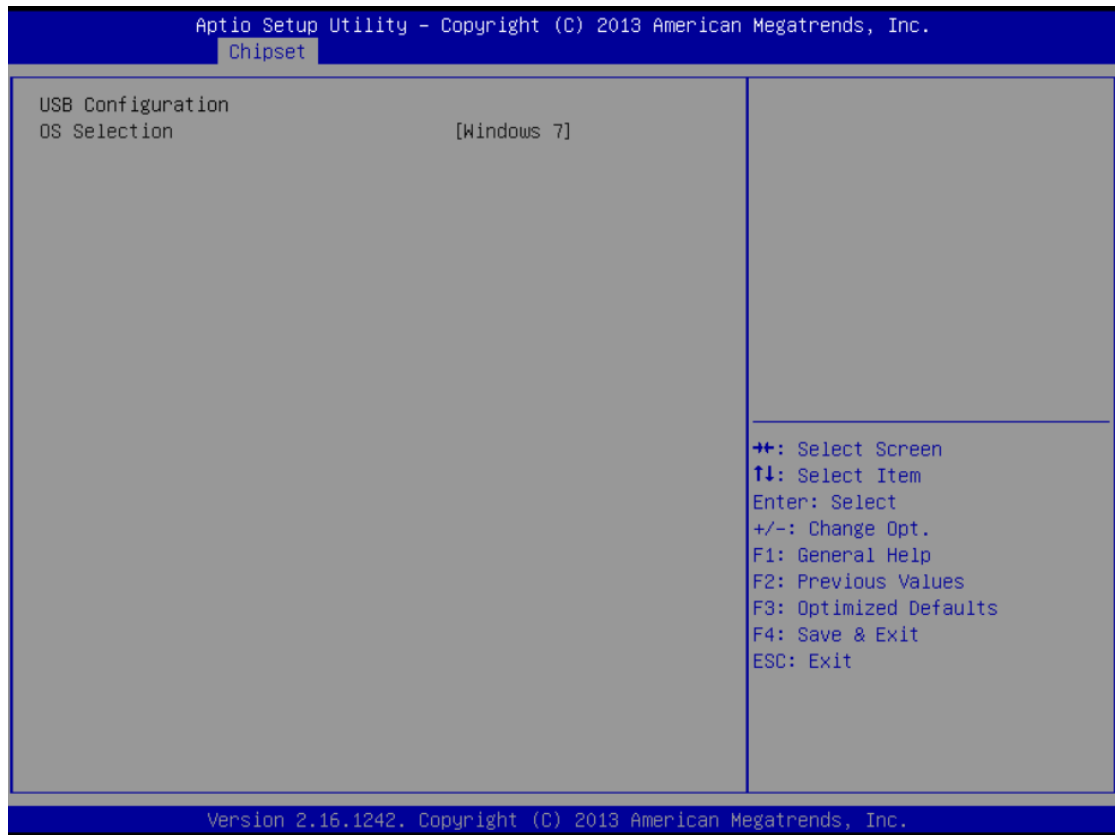 Aptio Setup Utility – Copyright (C) 2013 American Megatrends, Inc.
Chipset
USB Configuration
OS Selection [Windows 7]
→←: Select Screen
↑↓: Select Item
Enter: Select
+/-: Change Opt.
F1: General Help
F2: Previous Values
F3: Optimized Defaults
F4: Save & Exit
ESC: Exit
Version 2.16.1242. Copyright (C) 2013 American Megatrends, Inc.